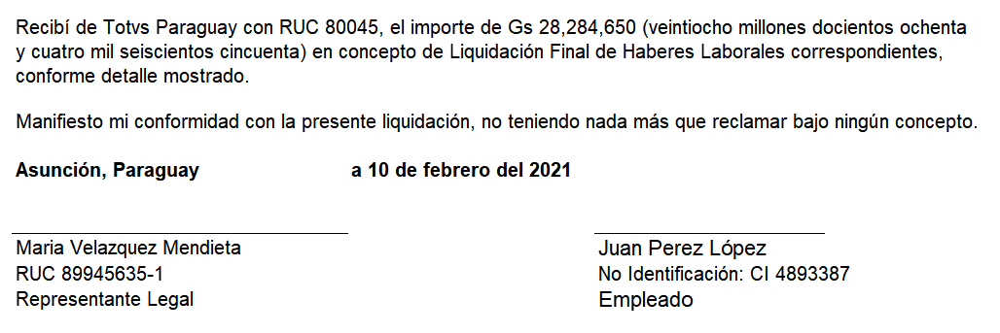 Recibí de Totvs Paraguay con RUC 80045, el importe de Gs 28,284,650 (veintiocho millones docientos ochenta
y cuatro mil seiscientos cincuenta) en concepto de Liquidación Final de Haberes Laborales correspondientes,
conforme detalle mostrado.
Manifiesto mi conformidad con la presente liquidación, no teniendo nada más que reclamar bajo ningún concepto.
Asunción, Paraguay a 10 de febrero del 2021
Maria Velazquez Mendieta Juan Perez López
RUC 89945635-1 No Identificación: CI 4893387
Representante Legal Empleado